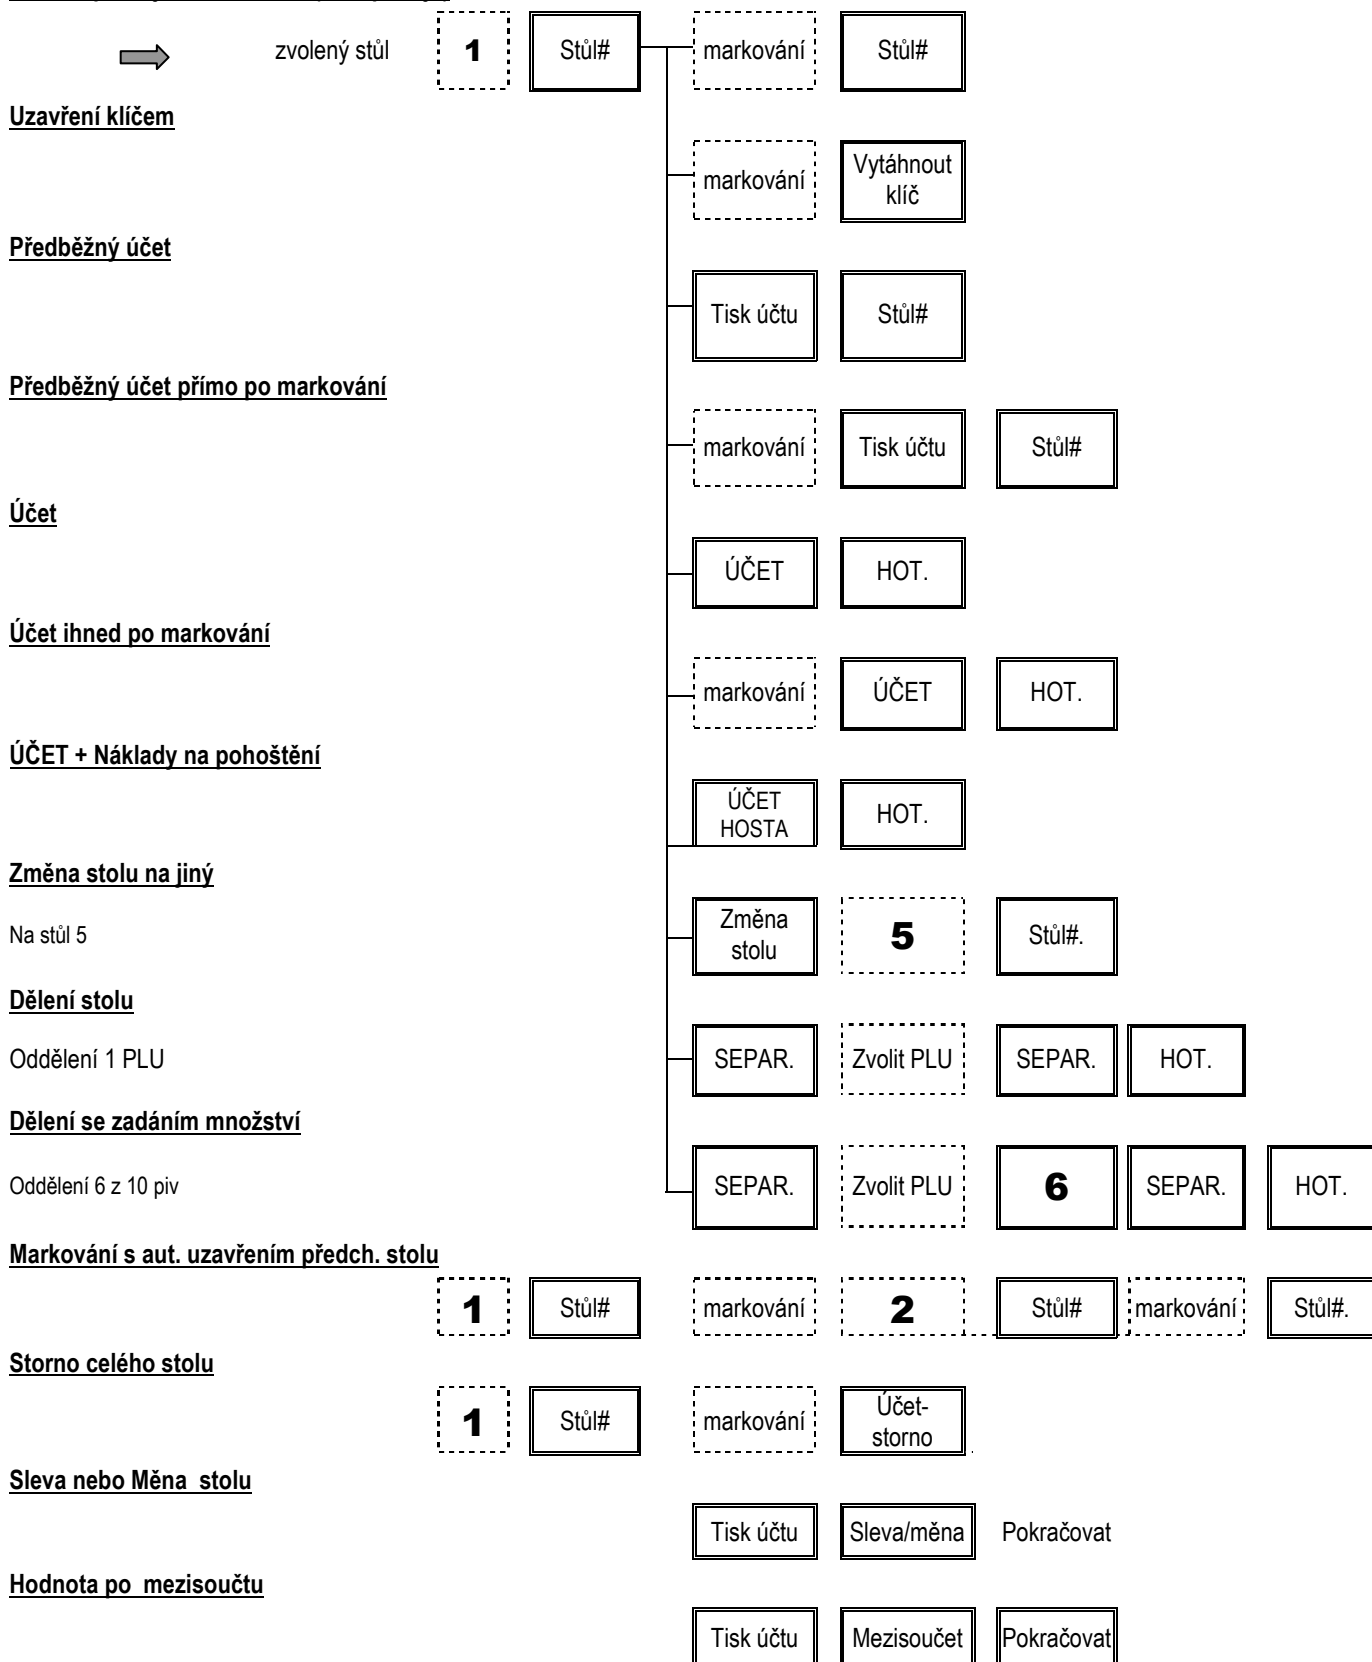 zvolený stůl 1 Stůl# markování Stůl#
Uzavření klíčem
markování Vytáhnout klíč
Předběžný účet
Tisk účtu Stůl#
Předběžný účet přímo po markování
markování Tisk účtu Stůl#
Účet
ÚČET HOT.
Účet ihned po markování
markování ÚČET HOT.
ÚČET + Náklady na pohoštění
ÚČET HOSTA HOT.
Změna stolu na jiný
Na stůl 5 Změna stolu 5 Stůl#.
Dělení stolu
Oddělení 1 PLU SEPAR. Zvolit PLU SEPAR. HOT.
Dělení se zadáním množství
Oddělení 6 z 10 piv SEPAR. Zvolit PLU 6 SEPAR. HOT.
Markování s aut. uzavřením předch. stolu
1 Stůl# markování 2 Stůl# markování Stůl#.
Storno celého stolu
1 Stůl# markování Účet-storno
Sleva nebo Měna stolu
Tisk účtu Sleva/měna Pokračovat
Hodnota po mezisoučtu
Tisk účtu Mezisoučet Pokračovat